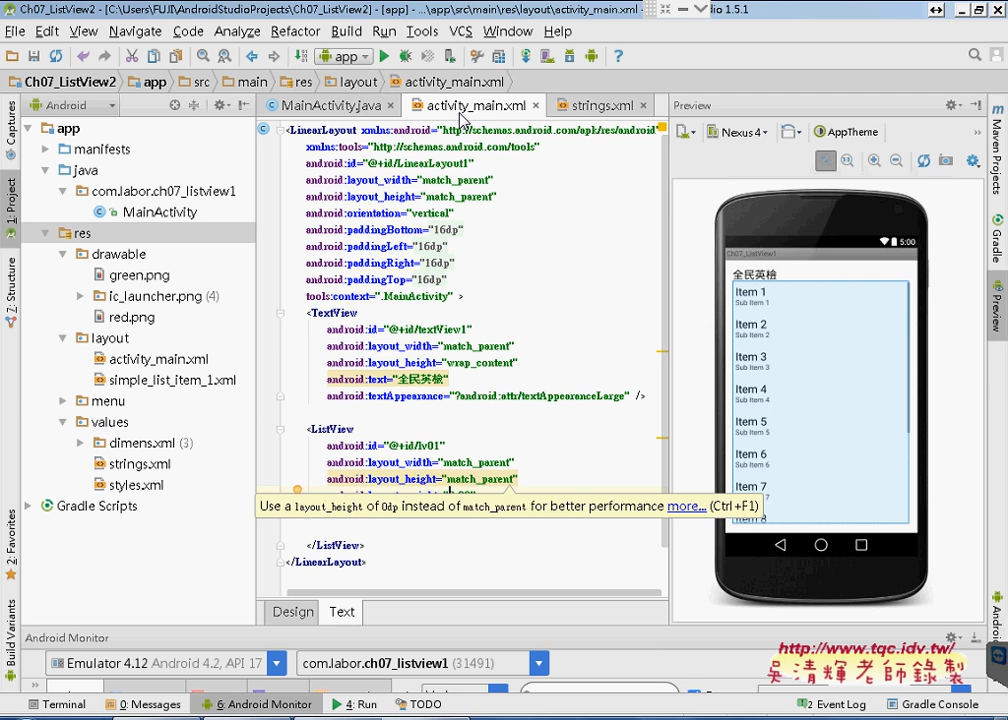 Ch07_ListView2 - [C:\Users\FUJI\AndroidStudioProjects\Ch07_ListView2] - [app] - ...\app\src\main\res\layout\activity_main.xml
1.5.1
File Edit View Navigate Code Analyze Refactor Build Run Tools VCS Window Help
app
Ch07_ListView2 app src main res layout activity_main.xml
Android
MainActivity.java activity_main.xml strings.xml
Preview
Nexus 4 AppTheme
Captures
1: Project
7: Structure
2: Favorites
Build Variants
app
manifests
java
com.labor.ch07_listview1
MainActivity
res
drawable
green.png
ic_launcher.png (4)
red.png
layout
activity_main.xml
simple_list_item_1.xml
menu
values
dimens.xml (3)
strings.xml
styles.xml
Gradle Scripts
<LinearLayout xmlns:android="http://schemas.android.com/apk/res/android"
xmlns:tools="http://schemas.android.com/tools"
android:id="@+id/LinearLayout1"
android:layout_width="match_parent"
android:layout_height="match_parent"
android:orientation="vertical"
android:paddingBottom="16dp"
android:paddingLeft="16dp"
android:paddingRight="16dp"
android:paddingTop="16dp"
tools:context=".MainActivity" >
<TextView
android:id="@+id/textView1"
android:layout_width="match_parent"
android:layout_height="wrap_content"
android:text="全民英檢"
android:textAppearance="?android:attr/textAppearanceLarge" />
<ListView
android:id="@+id/lv01"
android:layout_width="match_parent"
android:layout_height="match_parent"
Use a layout_height of 0dp instead of match_parent for better performance more... (Ctrl+F1)
</ListView>
</LinearLayout>
Design Text
5:00
Ch07_ListView1
全民英檢
Item 1
Sub Item 1
Item 2
Sub Item 2
Item 3
Sub Item 3
Item 4
Sub Item 4
Item 5
Sub Item 5
Item 6
Sub Item 6
Item 7
Item 8
Maven Projects
Gradle
Preview
Android Monitor
Emulator 4.12 Android 4.2, API 17
com.labor.ch07_listview1 (31491)
http://www.tqc.idv.tw/
吳清輝老師錄製
Terminal 0: Messages 6: Android Monitor 4: Run TODO
2 Event Log Gradle Console